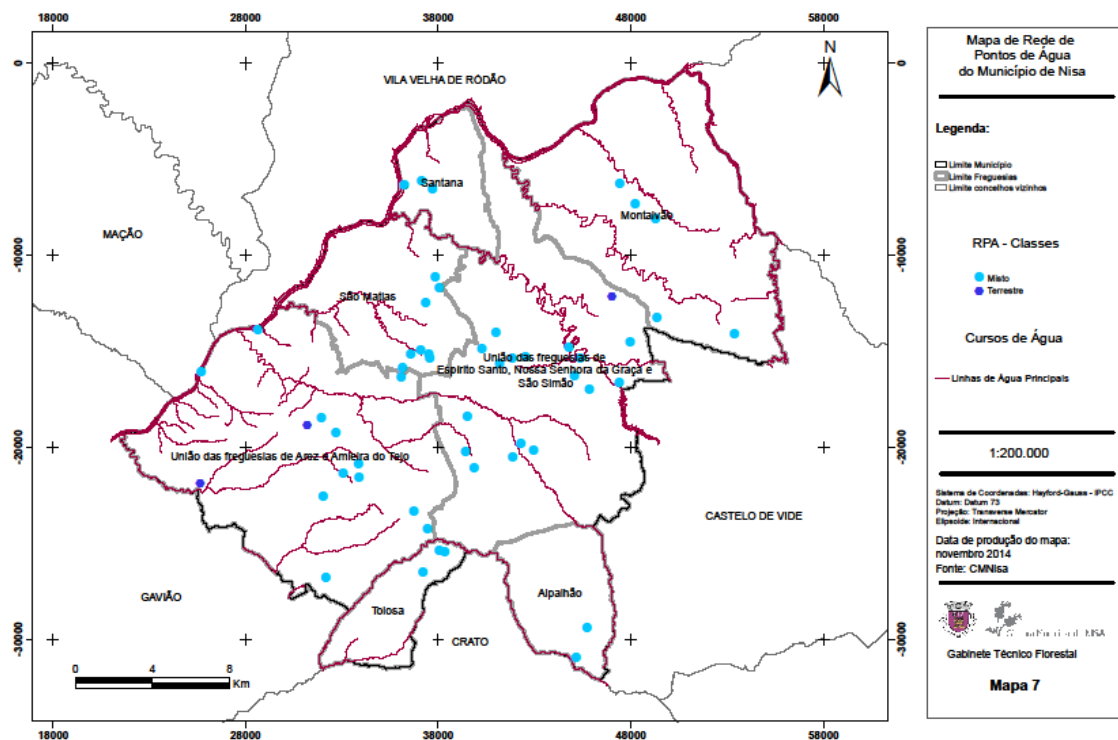 18000
28000
38000
48000
58000
0
-10000
-20000
-30000
0
-10000
-20000
-30000
N
VILA VELHA DE RÓDÃO
Santana
Montalvão
MAÇÃO
São Matias
União das freguesias de
Espírito Santo, Nossa Senhora da Graça e
São Simão
União das freguesias de Arez e Amieira do Tejo
CASTELO DE VIDE
GAVIÃO
Tolosa
Alpalhão
CRATO
0
4
8
Km
18000
28000
38000
48000
58000
Mapa de Rede de
Pontos de Água
do Município de Nisa
Legenda:
Limite Município
Limite Freguesias
Limite concelhos vizinhos
RPA - Classes
Misto
Terrestre
Cursos de Água
Linhas de Água Principais
1:200.000
Sistema de Coordenadas: Hayford-Gauss - IPCC
Datum: Datum 73
Projeção: Transverse Mercator
Elipsoide: Internacional
Data de produção do mapa:
novembro 2014
Fonte: CMNisa
NISA
Gabinete Técnico Florestal
Mapa 7